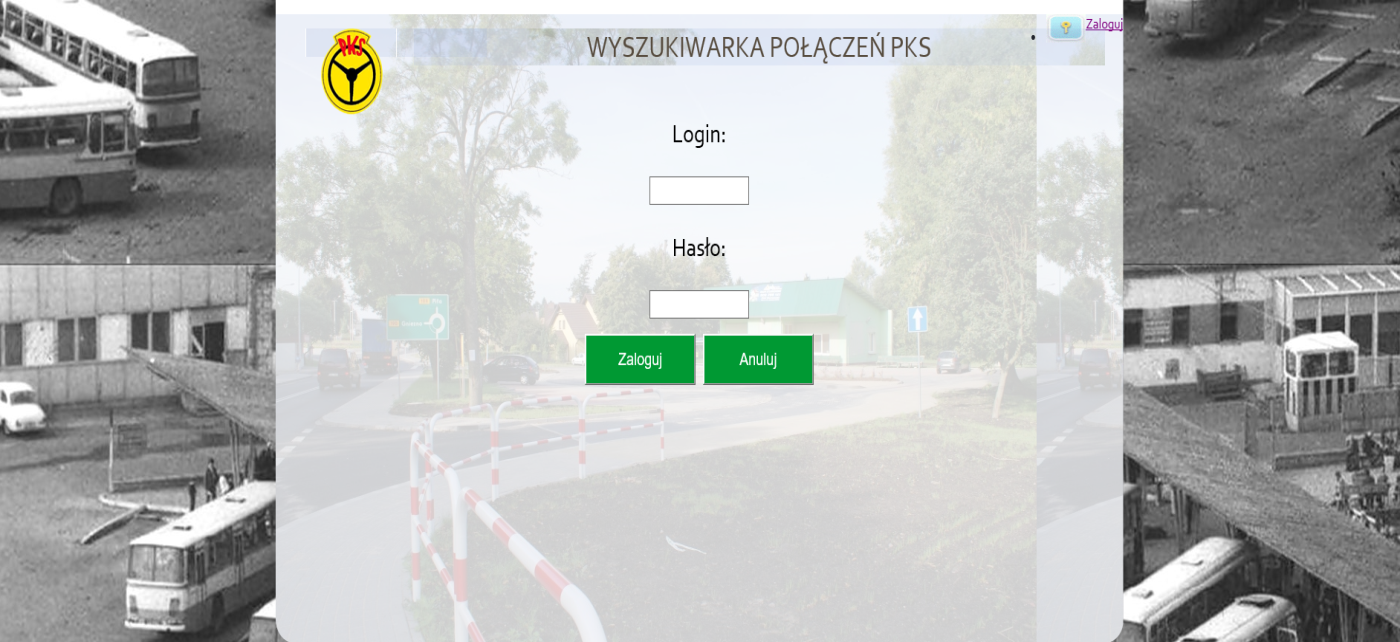 PKS
WYSZUKIWARKA POŁĄCZEŃ PKS
Zaloguj
Login:
Hasło:
Zaloguj
Anuluj